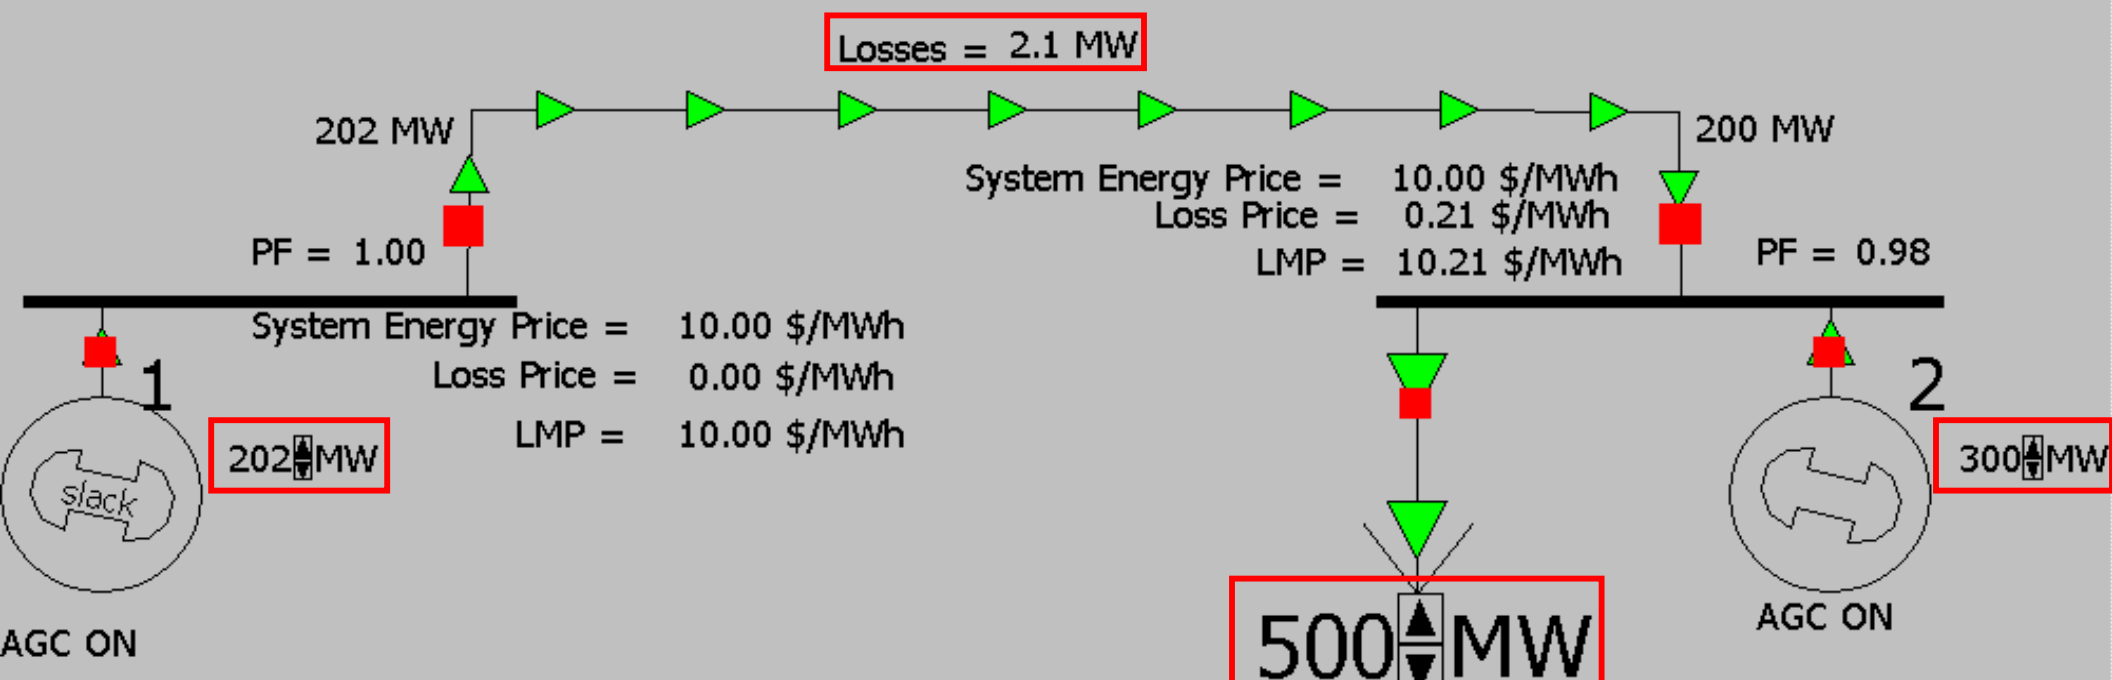 Losses = 2.1 MW
202 MW
200 MW
System Energy Price = 10.00 $/MWh
Loss Price = 0.21 $/MWh
LMP = 10.21 $/MWh
PF = 1.00
PF = 0.98
System Energy Price = 10.00 $/MWh
Loss Price = 0.00 $/MWh
LMP = 10.00 $/MWh
1
202 MW
slack
AGC ON
2
300 MW
AGC ON
500 MW